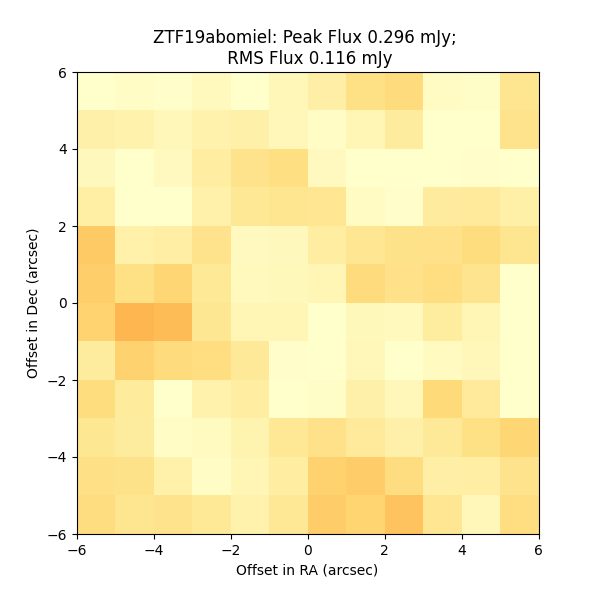 ZTF19abomiel: Peak Flux 0.296 mJy;
RMS Flux 0.116 mJy
6
4
2
0
−2
−4
−6
Offset in Dec (arcsec)
−6 −4 −2 0 2 4 6
Offset in RA (arcsec)